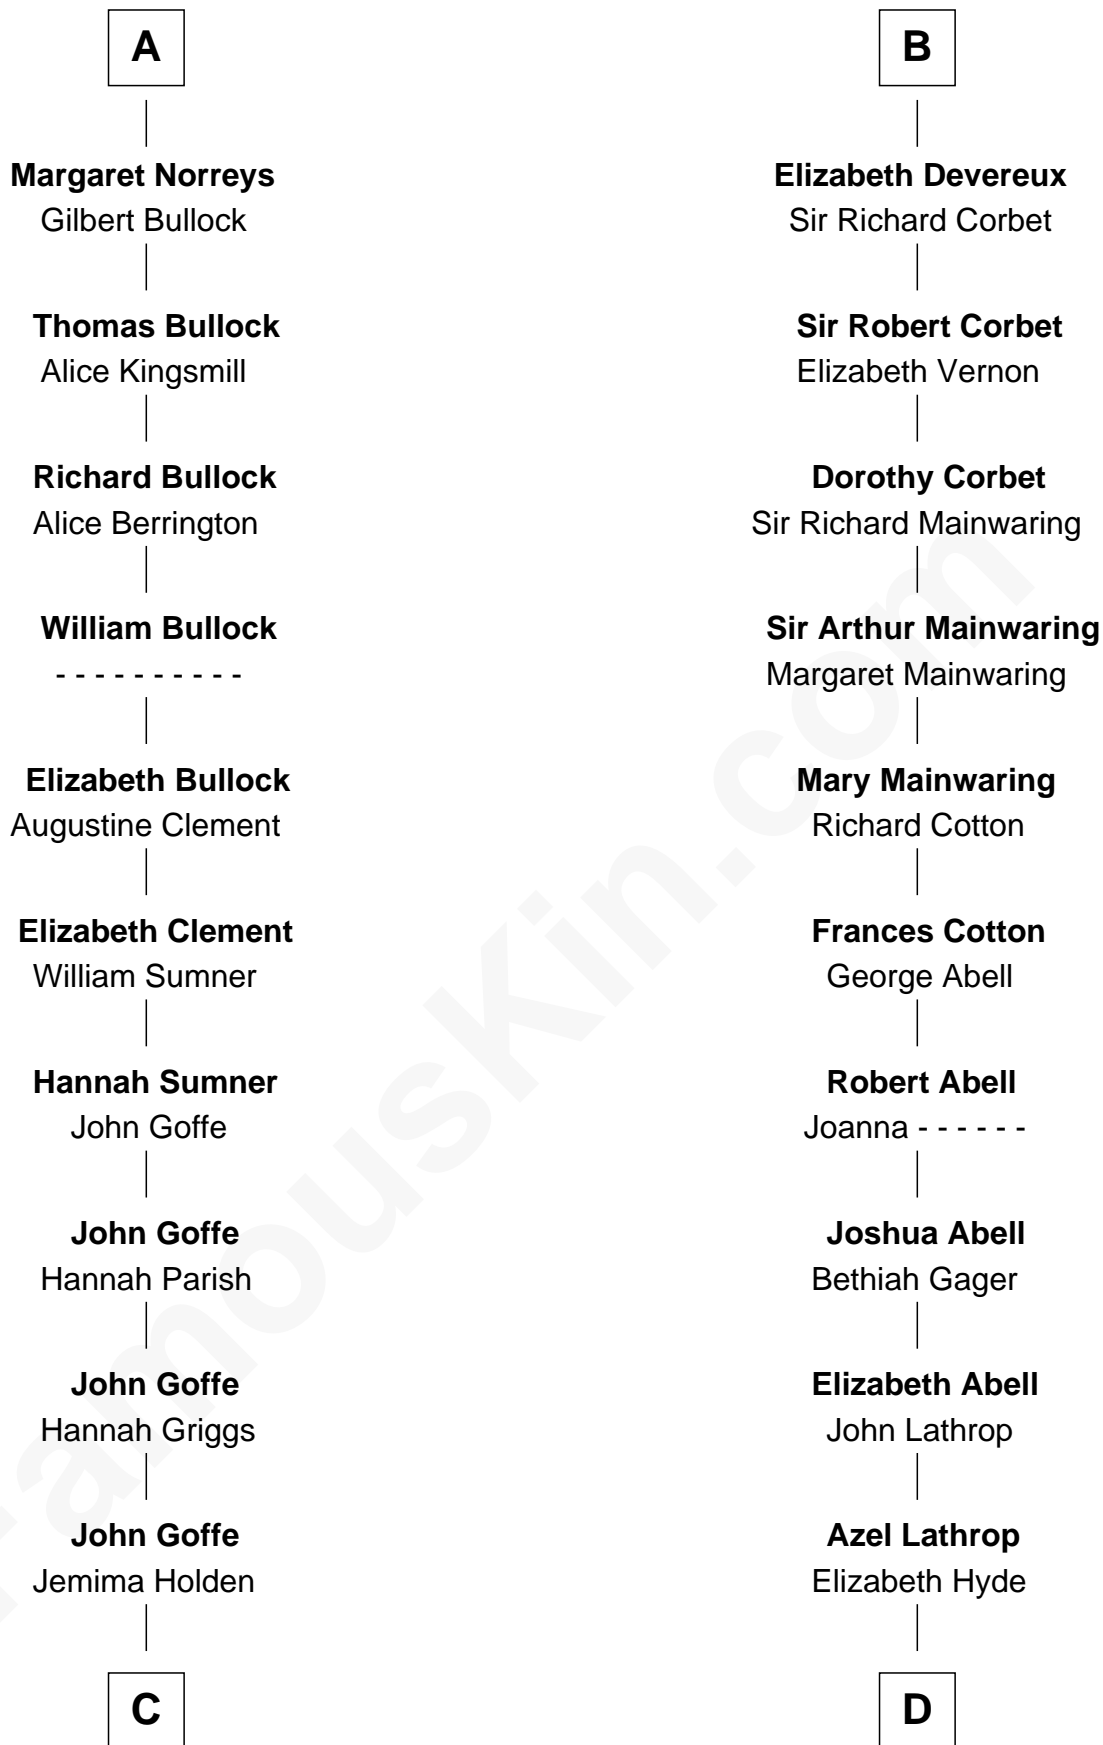 A
Margaret Norreys
Gilbert Bullock
Thomas Bullock
Alice Kingsmill
Richard Bullock
Alice Berrington
William Bullock
- - - - - - - - - -
Elizabeth Bullock
Augustine Clement
Elizabeth Clement
William Sumner
Hannah Sumner
John Goffe
John Goffe
Hannah Parish
John Goffe
Hannah Griggs
John Goffe
Jemima Holden
C
B
Elizabeth Devereux
Sir Richard Corbet
Sir Robert Corbet
Elizabeth Vernon
Dorothy Corbet
Sir Richard Mainwaring
Sir Arthur Mainwaring
Margaret Mainwaring
Mary Mainwaring
Richard Cotton
Frances Cotton
George Abell
Robert Abell
Joanna - - - - - -
Joshua Abell
Bethiah Gager
Elizabeth Abell
John Lathrop
Azel Lathrop
Elizabeth Hyde
D
FamousKin.com